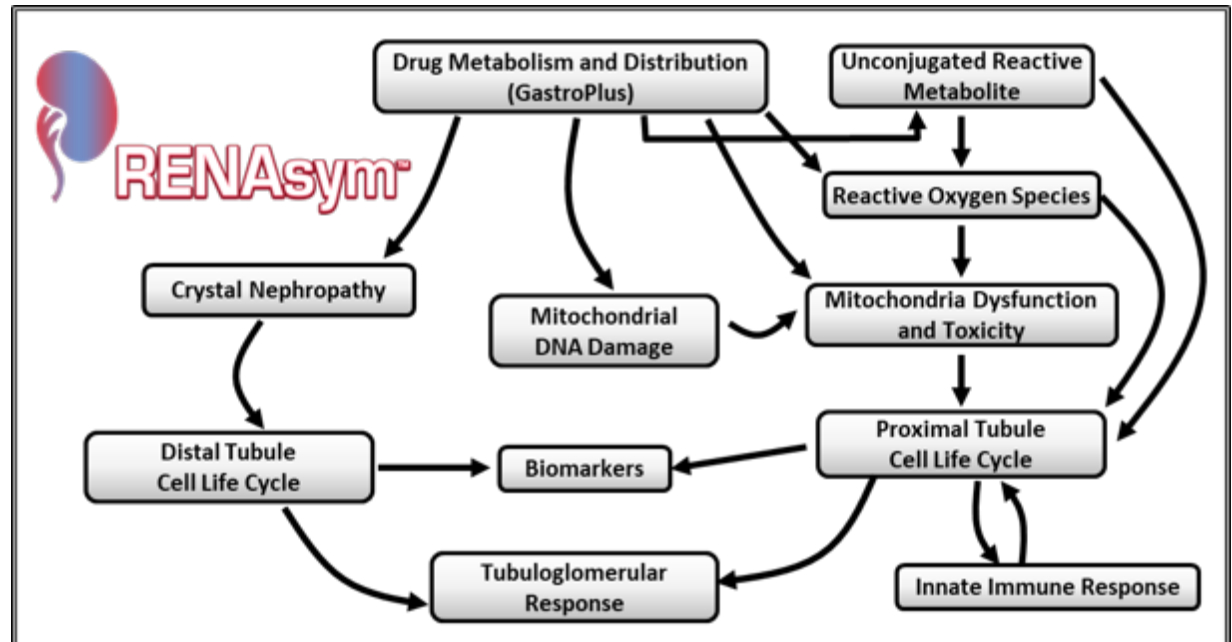 Drug Metabolism and Distribution
(GastroPlus)
Unconjugated Reactive
Metabolite
RENAsym™
Reactive Oxygen Species
Crystal Nephropathy
Mitochondrial
DNA Damage
Mitochondria Dysfunction
and Toxicity
Distal Tubule
Cell Life Cycle
Biomarkers
Proximal Tubule
Cell Life Cycle
Tubuloglomerular
Response
Innate Immune Response